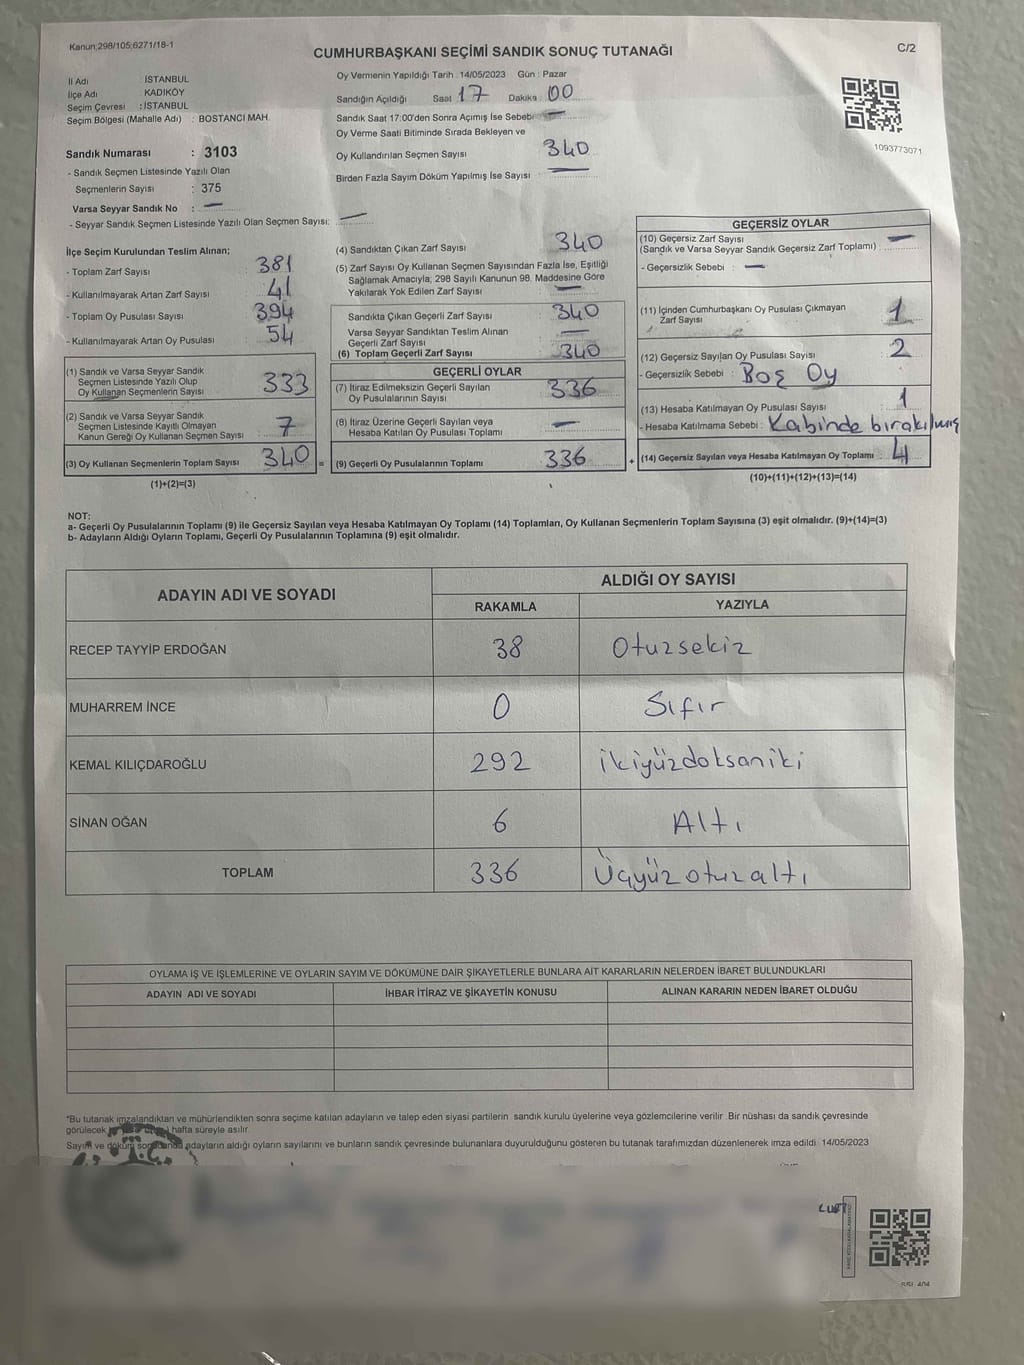 Kanun;298/105;6271/18-1
C/2
CUMHURBAŞKANI SEÇİMİ SANDIK SONUÇ TUTANAĞI
İl Adı : İSTANBUL
İlçe Adı : KADIKÖY
Seçim Çevresi : İSTANBUL
Seçim Bölgesi (Mahalle Adı) : BOSTANCI MAH.
Sandık Numarası : 3103
- Sandık Seçmen Listesinde Yazılı Olan
Seçmenlerin Sayısı : 375
Varsa Seyyar Sandık No : —
- Seyyar Sandık Seçmen Listesinde Yazılı Olan Seçmen Sayısı: —
Oy Vermenin Yapıldığı Tarih : 14/05/2023 Gün : Pazar
Sandığın Açıldığı Saat 17 Dakika 00
Sandık Saat 17:00'den Sonra Açımış İse Sebebi —
Oy Verme Saati Bitiminde Sırada Bekleyen ve
Oy Kullandırılan Seçmen Sayısı 340
Birden Fazla Sayım Döküm Yapılmış İse Sayısı : —
1093773071
İlçe Seçim Kurulundan Teslim Alınan;
- Toplam Zarf Sayısı 381
- Kullanılmayarak Artan Zarf Sayısı 41
- Toplam Oy Pusulası Sayısı 394
- Kullanılmayarak Artan Oy Pusulası 54
(1) Sandık ve Varsa Seyyar Sandık
Seçmen Listesinde Yazılı Olup
Oy Kullanan Seçmenlerin Sayısı 333
(2) Sandık ve Varsa Seyyar Sandık
Seçmen Listesinde Kayıtlı Olmayan
Kanun Gereği Oy Kullanan Seçmen Sayısı 7
(3) Oy Kullanan Seçmenlerin Toplam Sayısı 340 =
(1)+(2)=(3)
(4) Sandıktan Çıkan Zarf Sayısı 340
(5) Zarf Sayısı Oy Kullanan Seçmen Sayısından Fazla İse, Eşitliği
Sağlamak Amacıyla; 298 Sayılı Kanunun 98. Maddesine Göre
Yakılarak Yok Edilen Zarf Sayısı —
Sandıkta Çıkan Geçerli Zarf Sayısı 340
Varsa Seyyar Sandıktan Teslim Alınan
Geçerli Zarf Sayısı —
(6) Toplam Geçerli Zarf Sayısı 340
GEÇERLİ OYLAR
(7) İtiraz Edilmeksizin Geçerli Sayılan
Oy Pusulalarının Sayısı 336
(8) İtiraz Üzerine Geçerli Sayılan veya
Hesaba Katılan Oy Pusulası Toplamı —
(9) Geçerli Oy Pusulalarının Toplamı 336 +
GEÇERSİZ OYLAR
(10) Geçersiz Zarf Sayısı
(Sandık ve Varsa Seyyar Sandık Geçersiz Zarf Toplamı) —
- Geçersizlik Sebebi : —
(11) İçinden Cumhurbaşkanı Oy Pusulası Çıkmayan
Zarf Sayısı 1
(12) Geçersiz Sayılan Oy Pusulası Sayısı 2
- Geçersizlik Sebebi : Boş Oy
(13) Hesaba Katılmayan Oy Pusulası Sayısı 1
- Hesaba Katılmama Sebebi : Kabinde bırakılmış
(14) Geçersiz Sayılan veya Hesaba Katılmayan Oy Toplamı 4
(10)+(11)+(12)+(13)=(14)
NOT:
a- Geçerli Oy Pusulalarının Toplamı (9) ile Geçersiz Sayılan veya Hesaba Katılmayan Oy Toplamı (14) Toplamları, Oy Kullanan Seçmenlerin Toplam Sayısına (3) eşit olmalıdır. (9)+(14)=(3)
b- Adayların Aldığı Oyların Toplamı, Geçerli Oy Pusulalarının Toplamına (9) eşit olmalıdır.
ADAYIN ADI VE SOYADI
ALDIĞI OY SAYISI
RAKAMLA YAZIYLA
RECEP TAYYİP ERDOĞAN 38 Otuzsekiz
MUHARREM İNCE 0 Sıfır
KEMAL KILIÇDAROĞLU 292 ikiyüzdoksaniki
SİNAN OĞAN 6 Altı
TOPLAM 336 Üçyüzotuzaltı
OYLAMA İŞ VE İŞLEMLERİNE VE OYLARIN SAYIM VE DÖKÜMÜNE DAİR ŞİKAYETLERLE BUNLARA AİT KARARLARIN NELERDEN İBARET BULUNDUKLARI
ADAYIN ADI VE SOYADI İHBAR İTİRAZ VE ŞİKAYETİN KONUSU ALINAN KARARIN NEDEN İBARET OLDUĞU
*Bu tutanak imzalandıktan ve mühürlendikten sonra seçime katılan adayların ve talep eden siyasi partilerin sandık kurulu üyelerine veya gözlemcilerine verilir. Bir nüshası da sandık çevresinde
görülecek hafta süreyle asılır.
Sayım ve döküm adayların aldığı oyların sayılarını ve bunların sandık çevresinde bulunanlara duyurulduğunu gösteren bu tutanak tarafımızdan düzenlenerek imza edildi. 14/05/2023